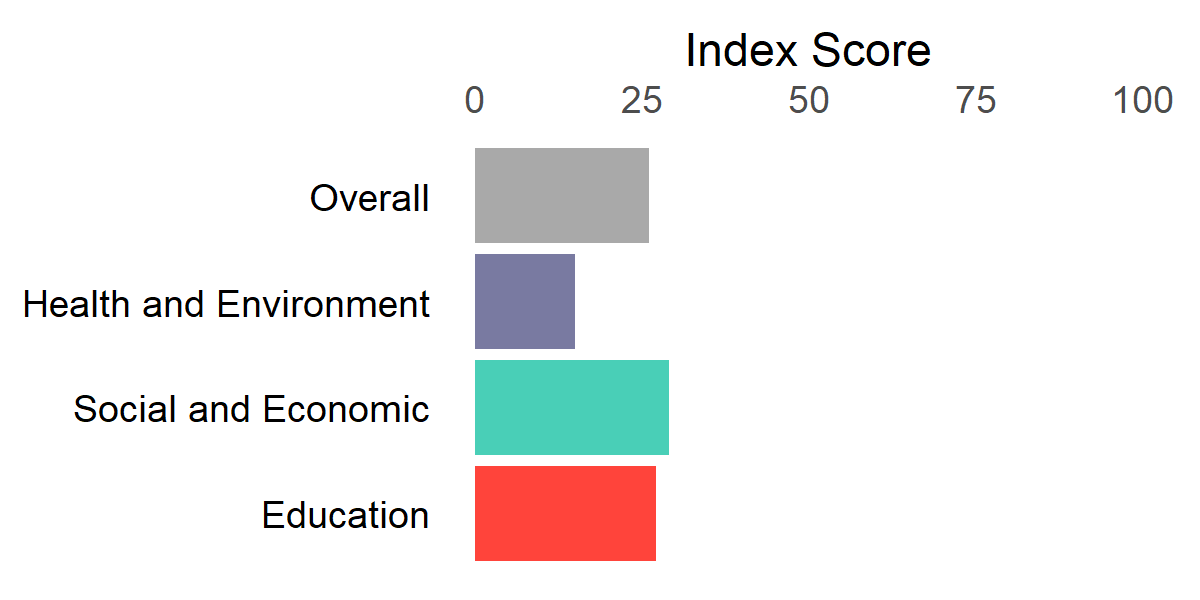 Index Score
0 25 50 75 100
Overall
Health and Environment
Social and Economic
Education